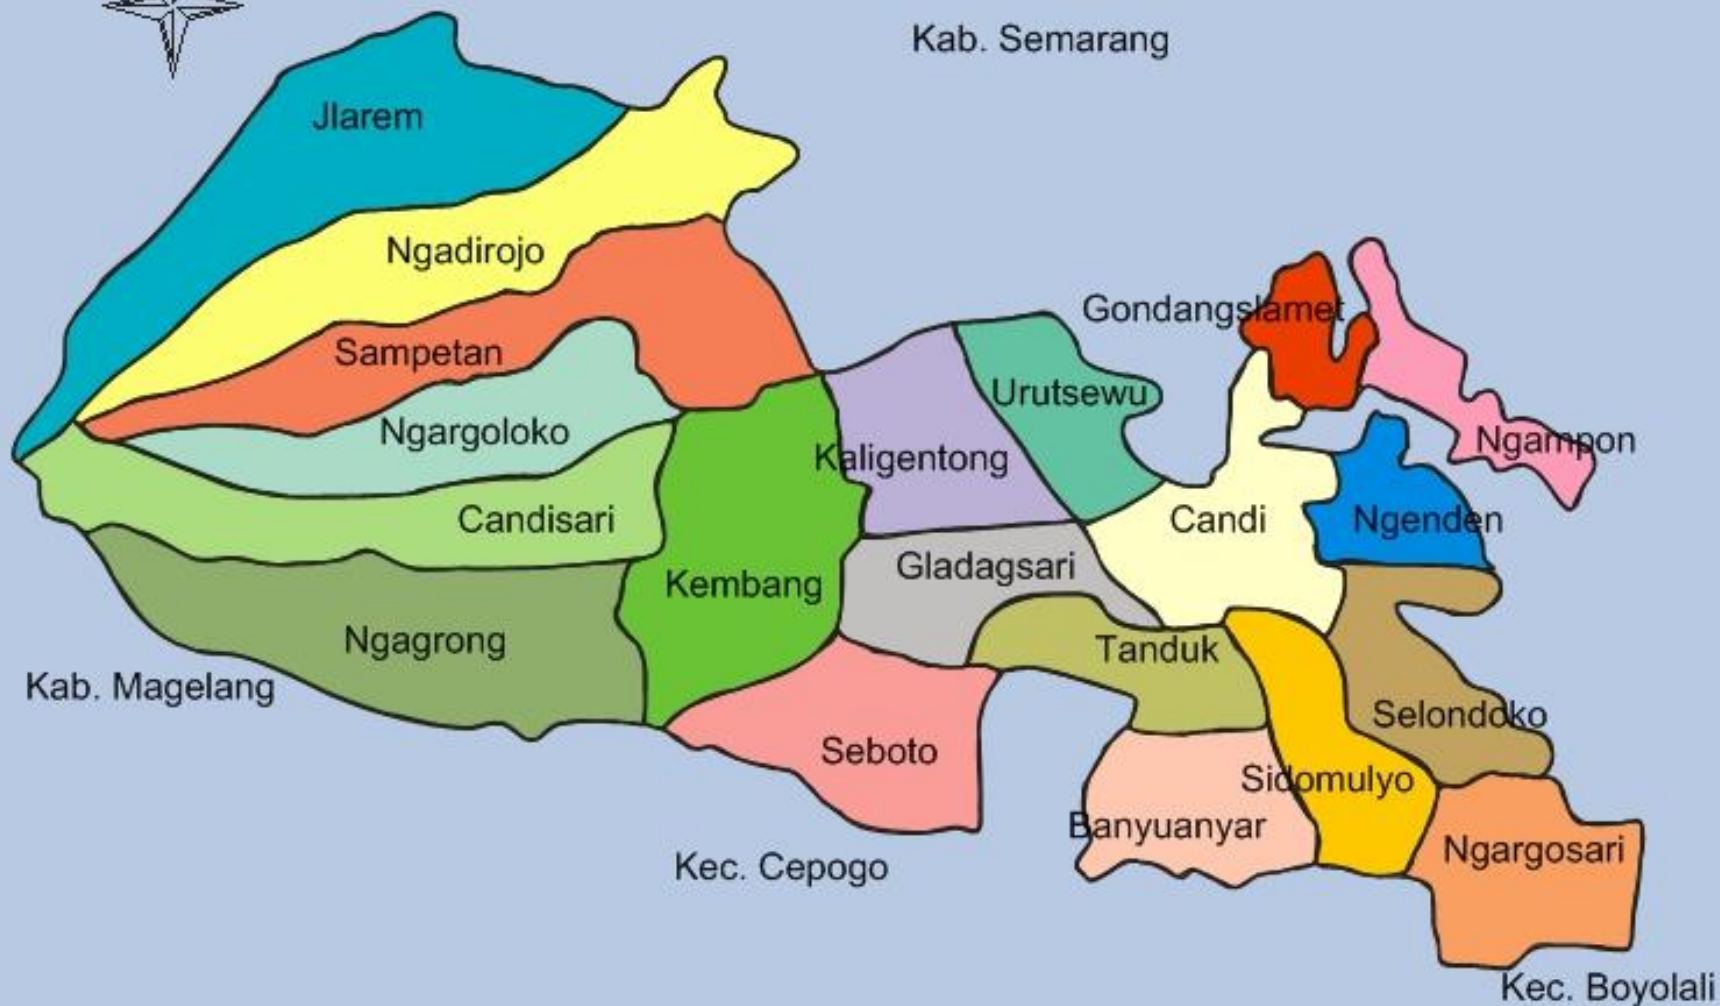 Kab. Semarang
Jlarem
Ngadirojo
Gondangslamet
Sampetan
Urutsewu
Ngargoloko
Ngampon
Kaligentong
Candisari
Candi
Ngenden
Gladagsari
Kembang
Ngagrong
Tanduk
Kab. Magelang
Selondoko
Seboto
Sidomulyo
Banyuanyar
Ngargosari
Kec. Cepogo
Kec. Boyolali